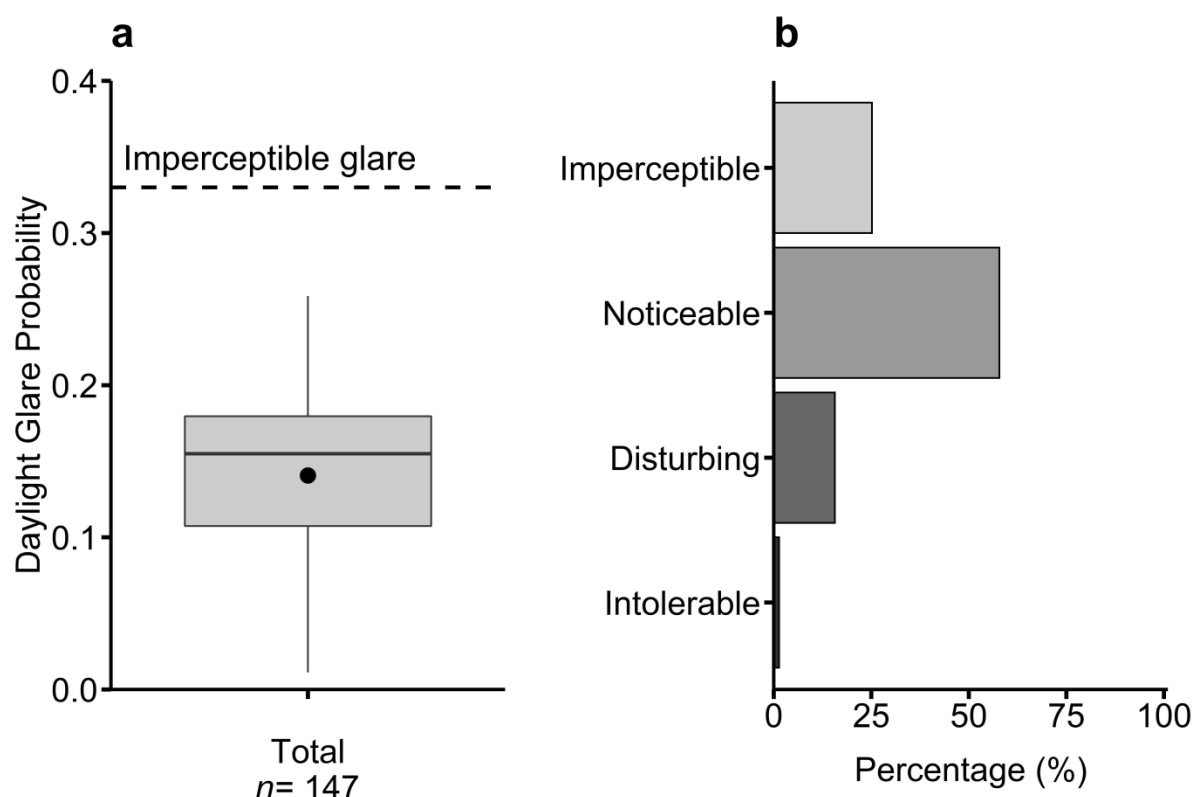 a
Daylight Glare Probability
0.4
0.3
0.2
0.1
0.0
Imperceptible glare
Total
n= 147
b
Imperceptible
Noticeable
Disturbing
Intolerable
0 25 50 75 100
Percentage (%)